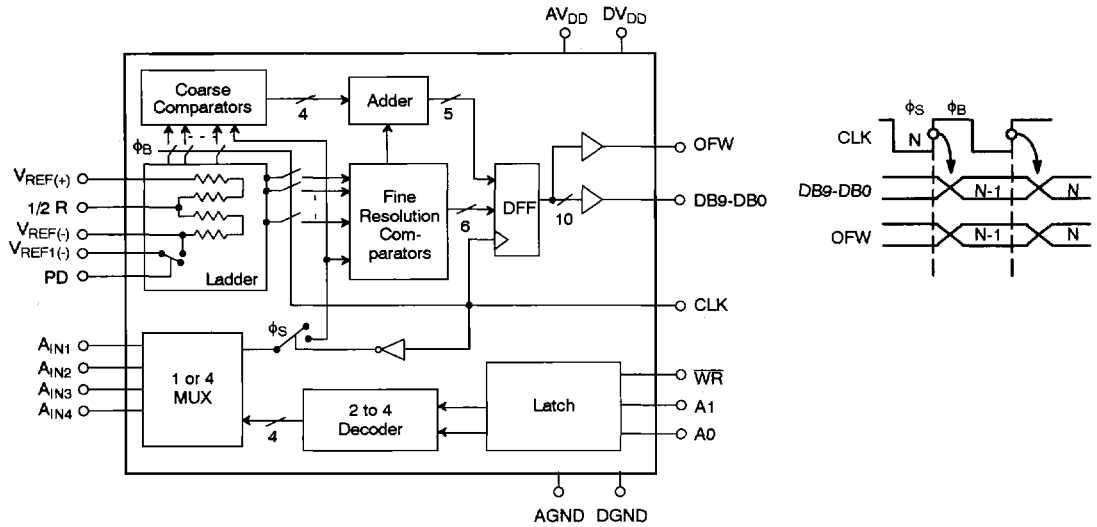 AVDD DVDD
Coarse
Comparators
4
Adder
5
ϕB
VREF(+)
1/2 R
VREF(-)
VREF1(-)
PD
Ladder
Fine
Resolution
Com-
parators
6
DFF
10
OFW
DB9-DB0
CLK
ϕS
AIN1
AIN2
AIN3
AIN4
1 or 4
MUX
4
2 to 4
Decoder
Latch
WR
A1
A0
AGND DGND
ϕS ϕB
CLK N
DB9-DB0 N-1 N
OFW N-1 N